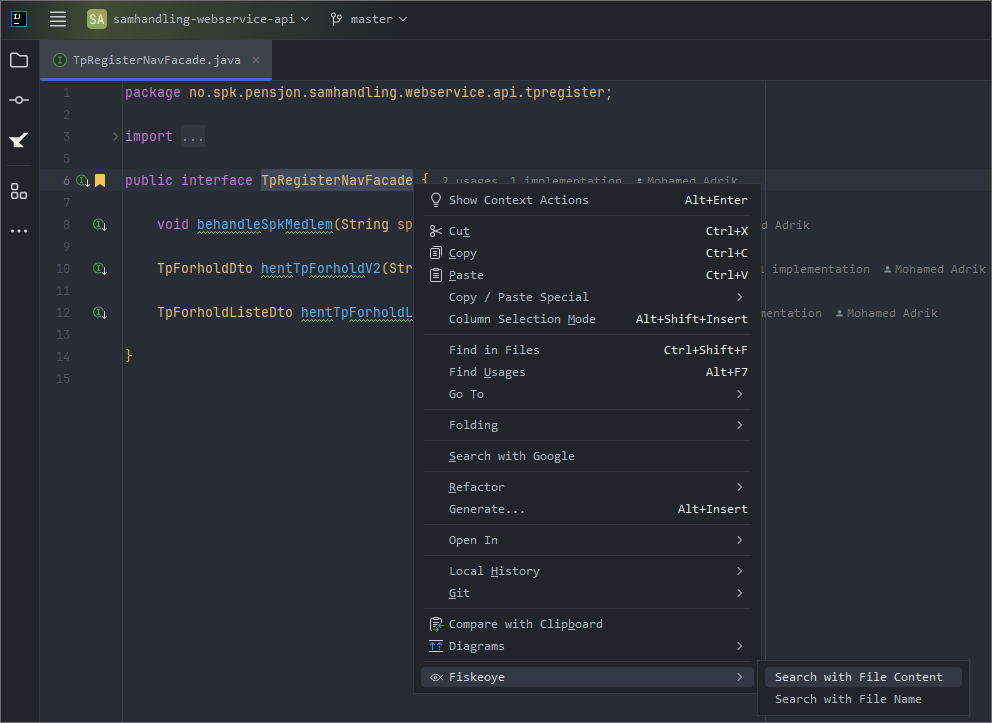 SA samhandling-webservice-api master
TpRegisterNavFacade.java
1 package no.spk.pensjon.samhandling.webservice.api.tpregister;
2
3 import ...
5
6 public interface TpRegisterNavFacade { 2 usages 1 implementation Mohamed Adrik
7
8 void behandleSpkMedlem(String sp d Adrik
9
10 TpForholdDto hentTpForholdV2(Str 1 implementation Mohamed Adrik
11
12 TpForholdListeDto hentTpForholdL mentation Mohamed Adrik
13
14 }
15
Show Context Actions Alt+Enter
Cut Ctrl+X
Copy Ctrl+C
Paste Ctrl+V
Copy / Paste Special
Column Selection Mode Alt+Shift+Insert
Find in Files Ctrl+Shift+F
Find Usages Alt+F7
Go To
Folding
Search with Google
Refactor
Generate... Alt+Insert
Open In
Local History
Git
Compare with Clipboard
Diagrams
Fiskeoye
Search with File Content
Search with File Name